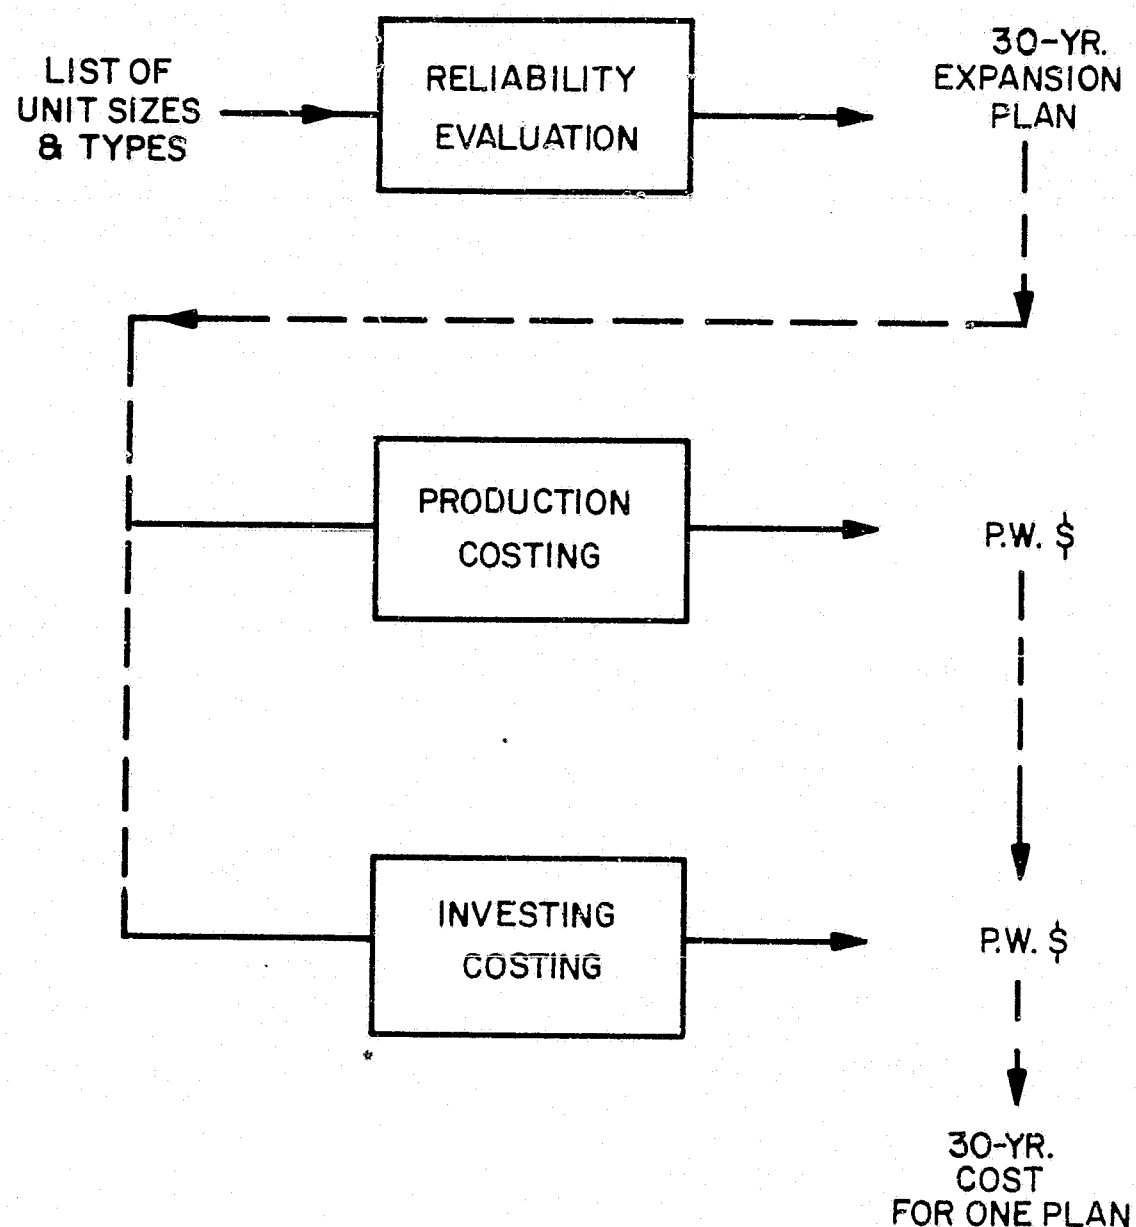 LIST OF
UNIT SIZES
& TYPES
RELIABILITY
EVALUATION
30-YR.
EXPANSION
PLAN
PRODUCTION
COSTING
P.W. $
INVESTING
COSTING
P.W. $
30-YR.
COST
FOR ONE PLAN